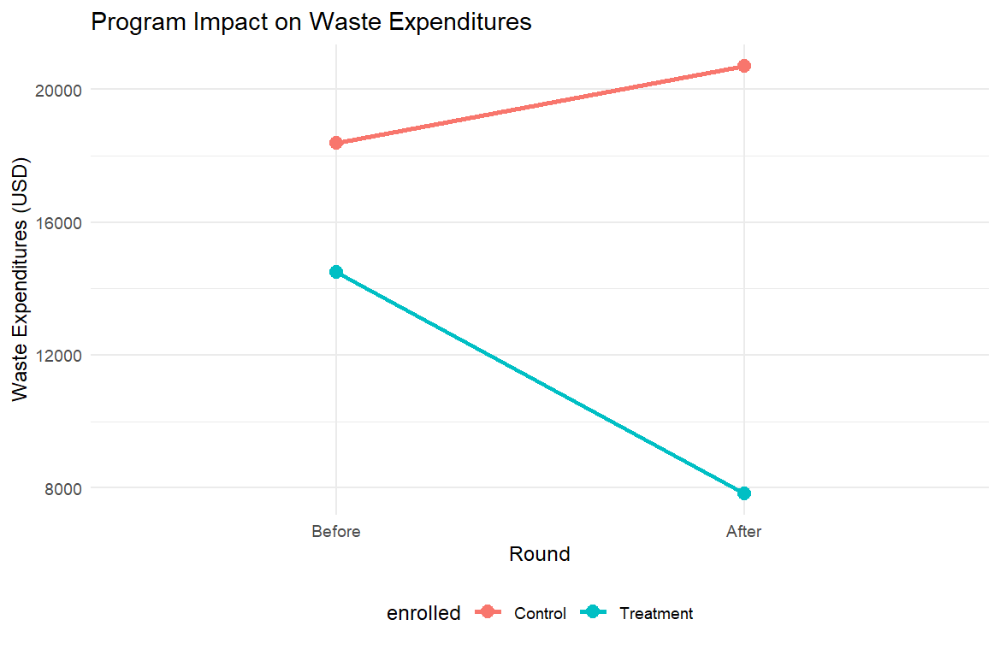 Program Impact on Waste Expenditures
Waste Expenditures (USD)
20000
16000
12000
8000
Before After
Round
enrolled Control Treatment